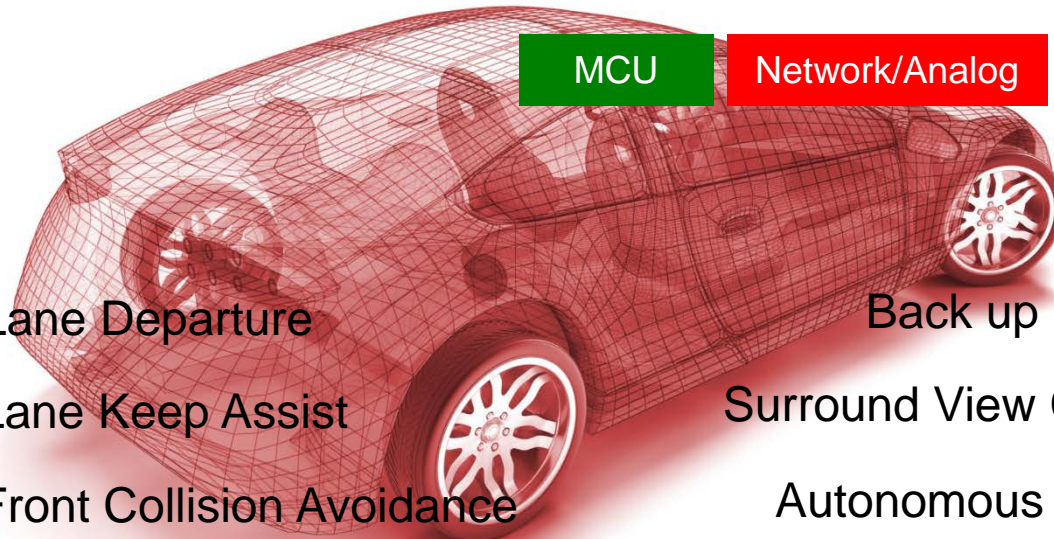 MCU
Network/Analog
Lane Departure
Back up
Lane Keep Assist
Surround View
Front Collision Avoidance
Autonomous